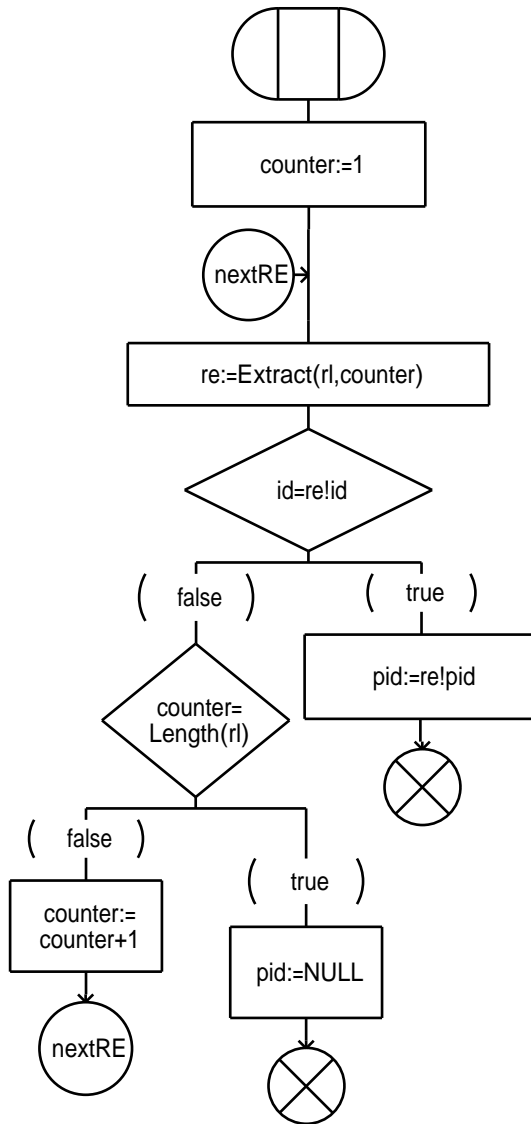 counter:=1
nextRE
re:=Extract(rl,counter)
id=re!id
( false )
( true )
pid:=re!pid
counter=
Length(rl)
( false )
( true )
counter:=
counter+1
pid:=NULL
nextRE